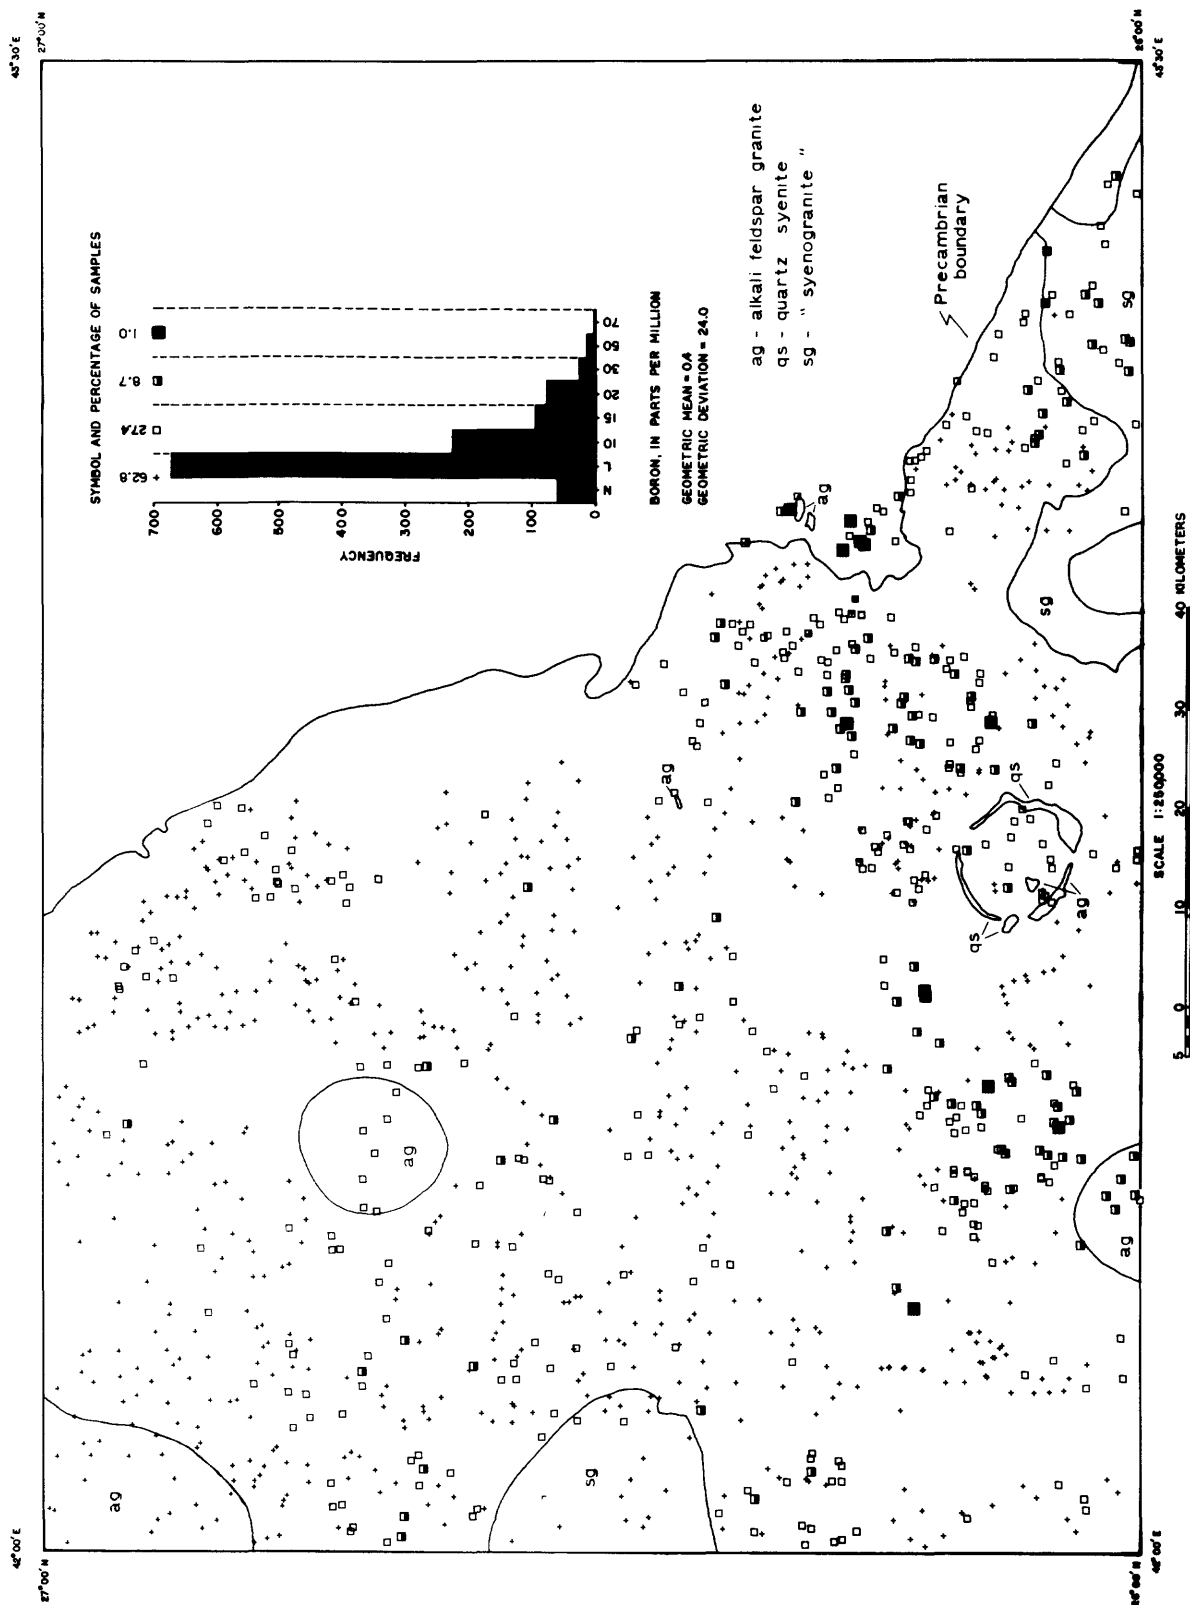 42°00'E
27°00'N
43°30'E
27°00'N
SYMBOL AND PERCENTAGE OF SAMPLES
+ 62.8
27.4
8.7
1.0
FREQUENCY
700
600
500
400
300
200
100
0
N
L
10
15
20
30
50
70
BORON, IN PARTS PER MILLION
GEOMETRIC MEAN = 0.4
GEOMETRIC DEVIATION = 24.0
ag - alkali feldspar granite
qs - quartz syenite
sg - " syenogranite "
Precambrian
boundary
ag
ag
ag
ag
sg
qs
qs
ag
ag
sg
sg
26°00'N
42°00'E
26°00'N
43°30'E
SCALE 1:250,000
5
0
10
20
30
40 KILOMETERS